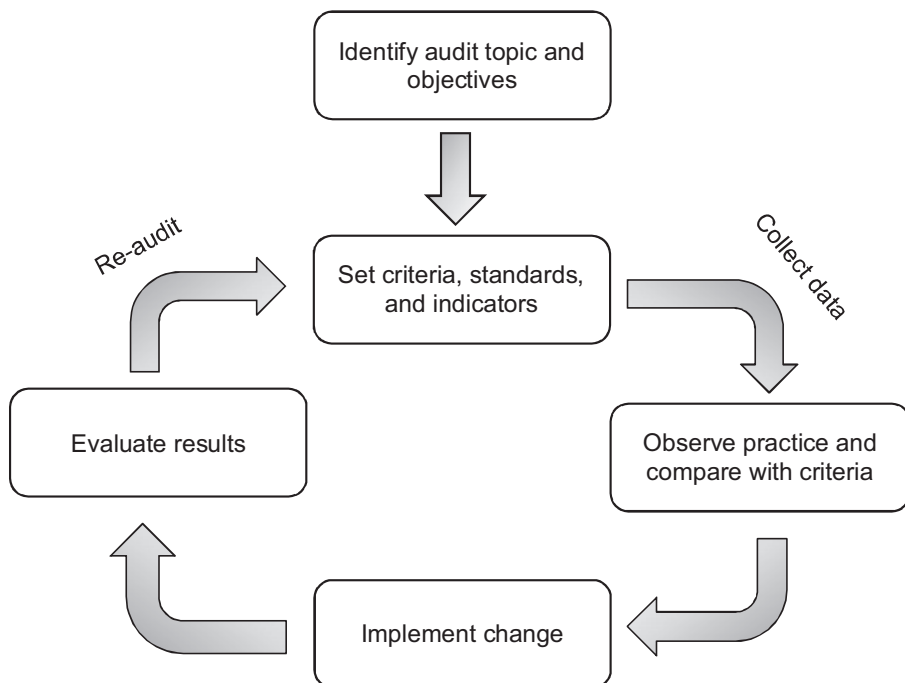 Identify audit topic and
objectives
Re-audit
Set criteria, standards,
and indicators
Collect data
Evaluate results
Observe practice and
compare with criteria
Implement change